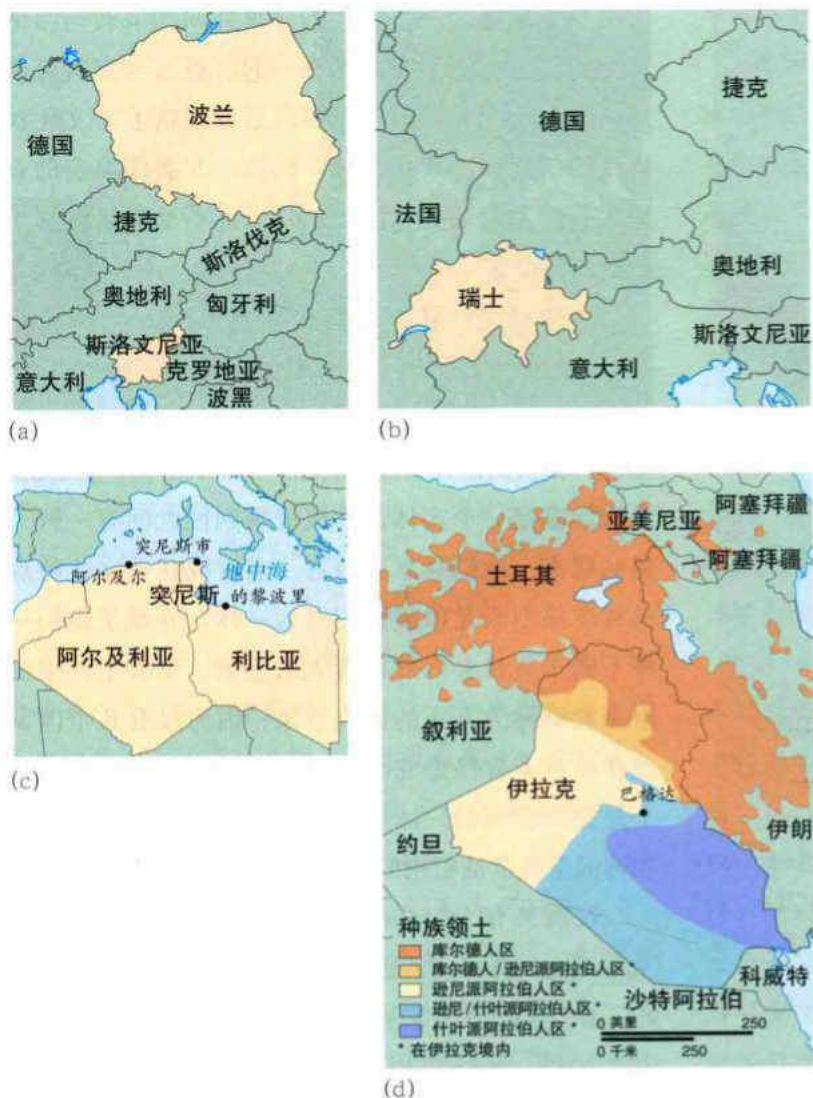 波兰
德国
捷克
斯洛伐克
奥地利
匈牙利
斯洛文尼亚
意大利
克罗地亚
波黑
(a)
捷克
德国
法国
奥地利
瑞士
斯洛文尼亚
意大利
(b)
突尼斯市
阿尔及尔
地中海
突尼斯
的黎波里
阿尔及利亚
利比亚
(c)
阿塞拜疆
亚美尼亚
阿塞拜疆
土耳其
叙利亚
伊拉克
巴格达
伊朗
约旦
种族领土
库尔德人区
库尔德人/逊尼派阿拉伯人区*
逊尼派阿拉伯人区*
逊尼/什叶派阿拉伯人区*
什叶派阿拉伯人区*
*在伊拉克境内
科威特
沙特阿拉伯
0 英里 250
0 千米 250
(d)